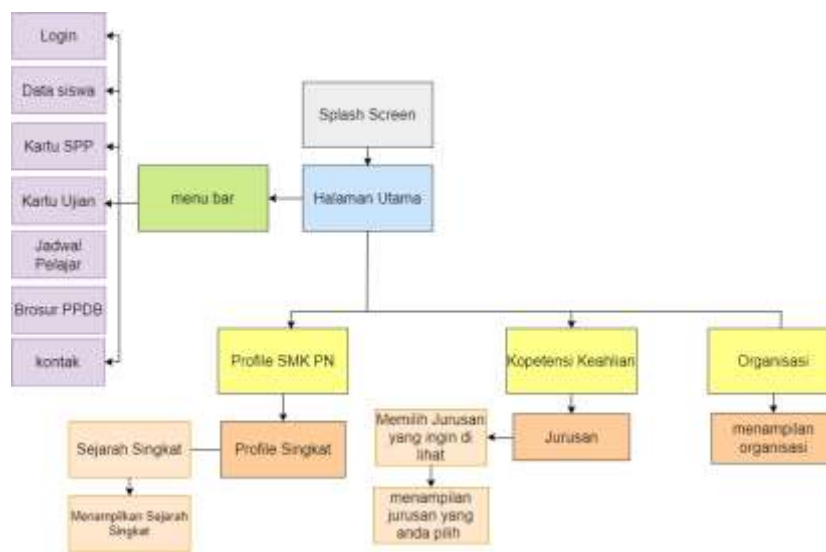 Login
Data siswa
Kartu SPP
Kartu Ujian
Jadwal
Pelajar
Brosur PPDB
kontak
menu bar
Splash Screen
Halaman Utama
Profile SMK PN
Kopetensi Keahlian
Organisasi
Sejarah Singkat
Profile Singkat
Memilih Jurusan
yang ingin di
lihat
Jurusan
menampilan
organisasi
Menampilkan Sejarah
Singkat
menampilan
jurusan yang
anda pilih